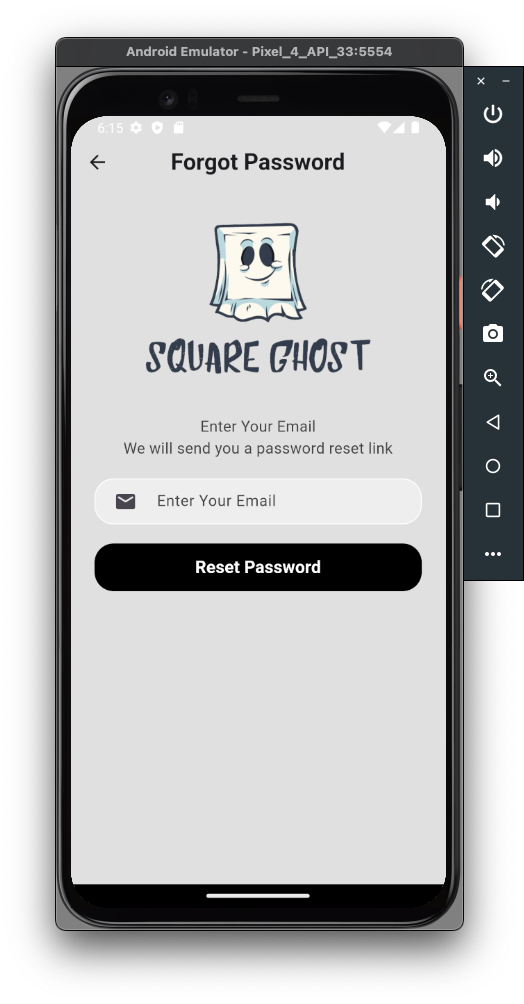 Android Emulator - Pixel_4_API_33:5554
6:15
Forgot Password
SQUARE GHOST
Enter Your Email
We will send you a password reset link
Enter Your Email
Reset Password